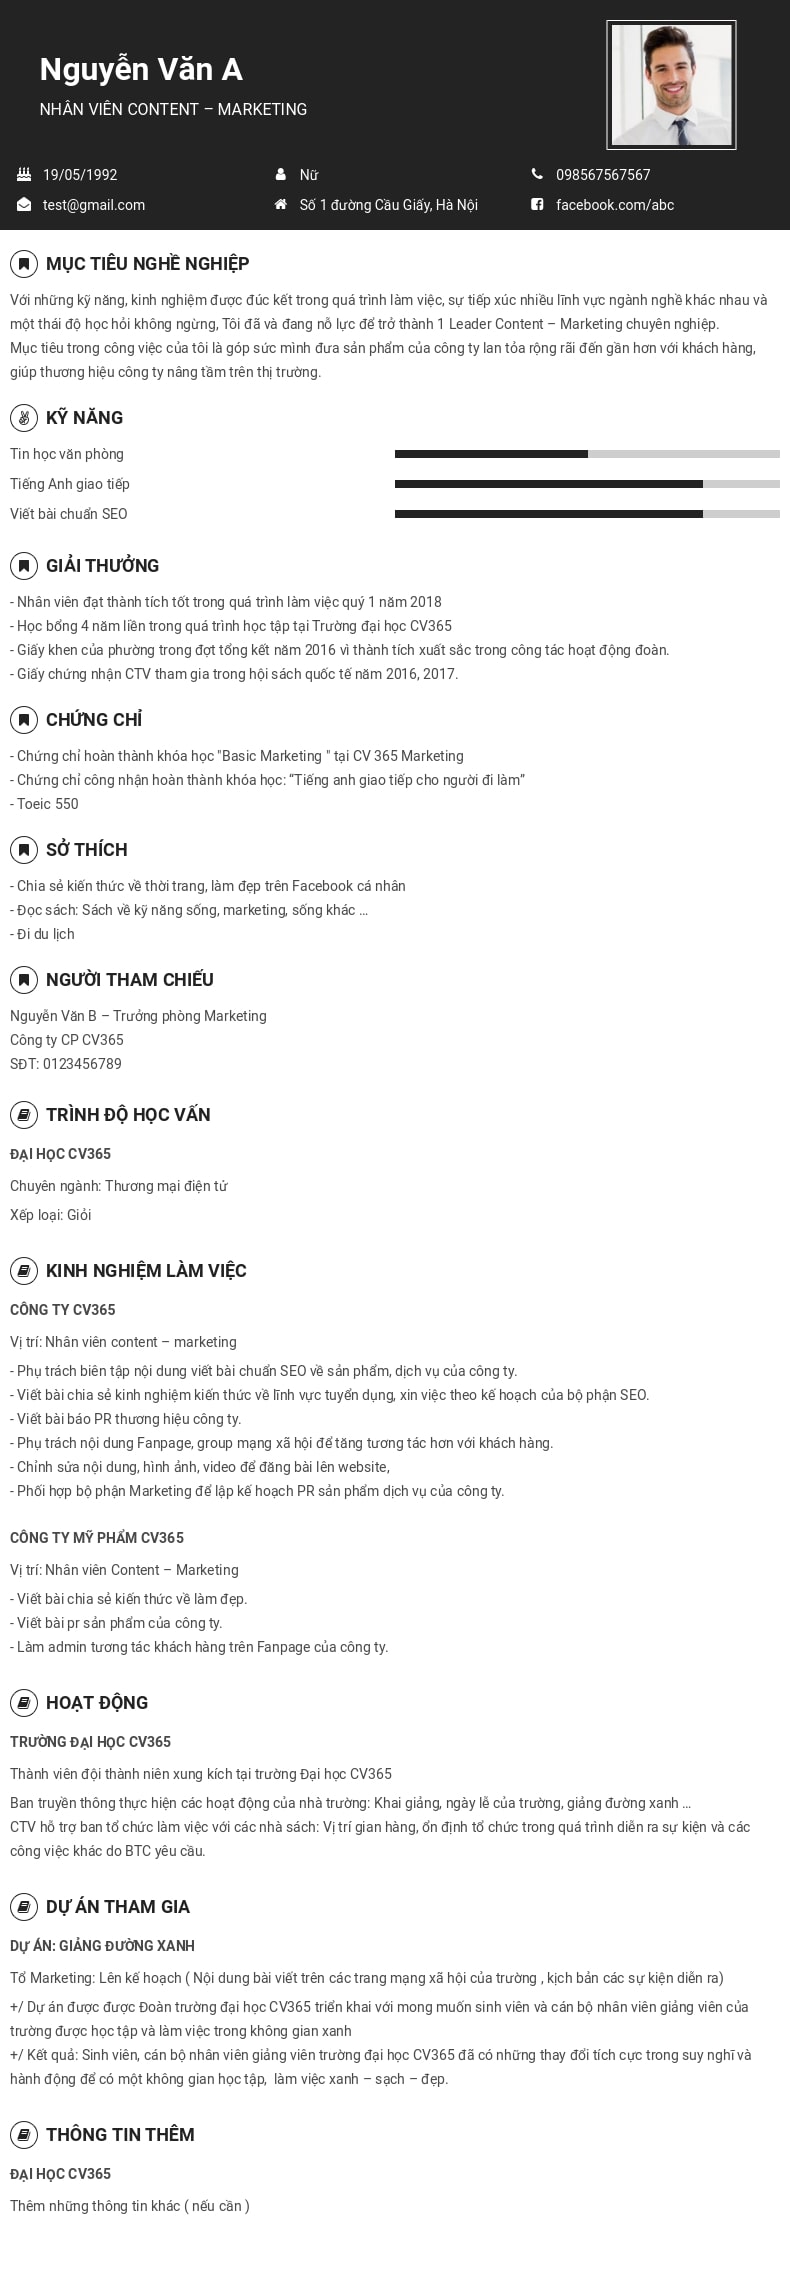 Nguyễn Văn A
NHÂN VIÊN CONTENT – MARKETING
19/05/1992
Nữ
098567567567
test@gmail.com
Số 1 đường Cầu Giấy, Hà Nội
facebook.com/abc
MỤC TIÊU NGHỀ NGHIỆP
Với những kỹ năng, kinh nghiệm được đúc kết trong quá trình làm việc, sự tiếp xúc nhiều lĩnh vực ngành nghề khác nhau và
một thái độ học hỏi không ngừng, Tôi đã và đang nỗ lực để trở thành 1 Leader Content – Marketing chuyên nghiệp.
Mục tiêu trong công việc của tôi là góp sức mình đưa sản phẩm của công ty lan tỏa rộng rãi đến gần hơn với khách hàng,
giúp thương hiệu công ty nâng tầm trên thị trường.
KỸ NĂNG
Tin học văn phòng
Tiếng Anh giao tiếp
Viết bài chuẩn SEO
GIẢI THƯỞNG
- Nhân viên đạt thành tích tốt trong quá trình làm việc quý 1 năm 2018
- Học bổng 4 năm liền trong quá trình học tập tại Trường đại học CV365
- Giấy khen của phường trong đợt tổng kết năm 2016 vì thành tích xuất sắc trong công tác hoạt động đoàn.
- Giấy chứng nhận CTV tham gia trong hội sách quốc tế năm 2016, 2017.
CHỨNG CHỈ
- Chứng chỉ hoàn thành khóa học "Basic Marketing " tại CV 365 Marketing
- Chứng chỉ công nhận hoàn thành khóa học: “Tiếng anh giao tiếp cho người đi làm”
- Toeic 550
SỞ THÍCH
- Chia sẻ kiến thức về thời trang, làm đẹp trên Facebook cá nhân
- Đọc sách: Sách về kỹ năng sống, marketing, sống khác ...
- Đi du lịch
NGƯỜI THAM CHIẾU
Nguyễn Văn B – Trưởng phòng Marketing
Công ty CP CV365
SĐT: 0123456789
TRÌNH ĐỘ HỌC VẤN
ĐẠI HỌC CV365
Chuyên ngành: Thương mại điện tử
Xếp loại: Giỏi
KINH NGHIỆM LÀM VIỆC
CÔNG TY CV365
Vị trí: Nhân viên content – marketing
- Phụ trách biên tập nội dung viết bài chuẩn SEO về sản phẩm, dịch vụ của công ty.
- Viết bài chia sẻ kinh nghiệm kiến thức về lĩnh vực tuyển dụng, xin việc theo kế hoạch của bộ phận SEO.
- Viết bài báo PR thương hiệu công ty.
- Phụ trách nội dung Fanpage, group mạng xã hội để tăng tương tác hơn với khách hàng.
- Chỉnh sửa nội dung, hình ảnh, video để đăng bài lên website,
- Phối hợp bộ phận Marketing để lập kế hoạch PR sản phẩm dịch vụ của công ty.
CÔNG TY MỸ PHẨM CV365
Vị trí: Nhân viên Content – Marketing
- Viết bài chia sẻ kiến thức về làm đẹp.
- Viết bài pr sản phẩm của công ty.
- Làm admin tương tác khách hàng trên Fanpage của công ty.
HOẠT ĐỘNG
TRƯỜNG ĐẠI HỌC CV365
Thành viên đội thành niên xung kích tại trường Đại học CV365
Ban truyền thông thực hiện các hoạt động của nhà trường: Khai giảng, ngày lễ của trường, giảng đường xanh ...
CTV hỗ trợ ban tổ chức làm việc với các nhà sách: Vị trí gian hàng, ổn định tổ chức trong quá trình diễn ra sự kiện và các
công việc khác do BTC yêu cầu.
DỰ ÁN THAM GIA
DỰ ÁN: GIẢNG ĐƯỜNG XANH
Tổ Marketing: Lên kế hoạch ( Nội dung bài viết trên các trang mạng xã hội của trường , kịch bản các sự kiện diễn ra)
+/ Dự án được được Đoàn trường đại học CV365 triển khai với mong muốn sinh viên và cán bộ nhân viên giảng viên của
trường được học tập và làm việc trong không gian xanh
+/ Kết quả: Sinh viên, cán bộ nhân viên giảng viên trường đại học CV365 đã có những thay đổi tích cực trong suy nghĩ và
hành động để có một không gian học tập,  làm việc xanh – sạch – đẹp.
THÔNG TIN THÊM
ĐẠI HỌC CV365
Thêm những thông tin khác ( nếu cần )